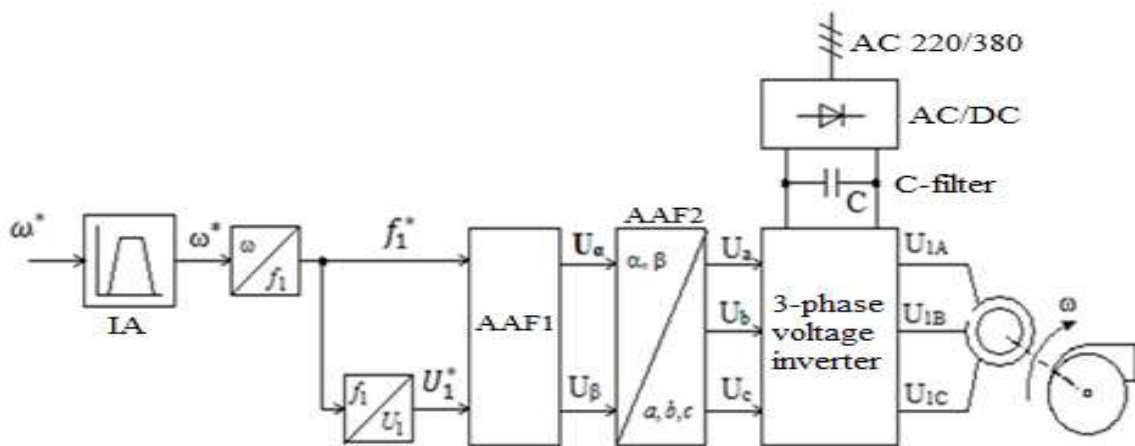 AC 220/380
AC/DC
C-filter
C
ω*
IA
ω*
ω
f₁
f₁*
f₁
U₁
U₁*
AAF1
Uα
Uβ
AAF2
α, β
a, b, c
Ua
Ub
Uc
3-phase
voltage
inverter
U1A
U1B
U1C
ω